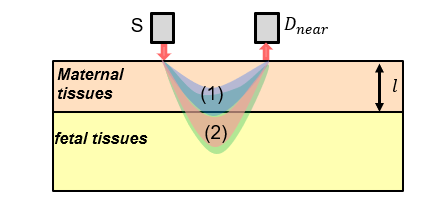 S
D_near
Maternal
tissues
(1)
l
(2)
fetal tissues